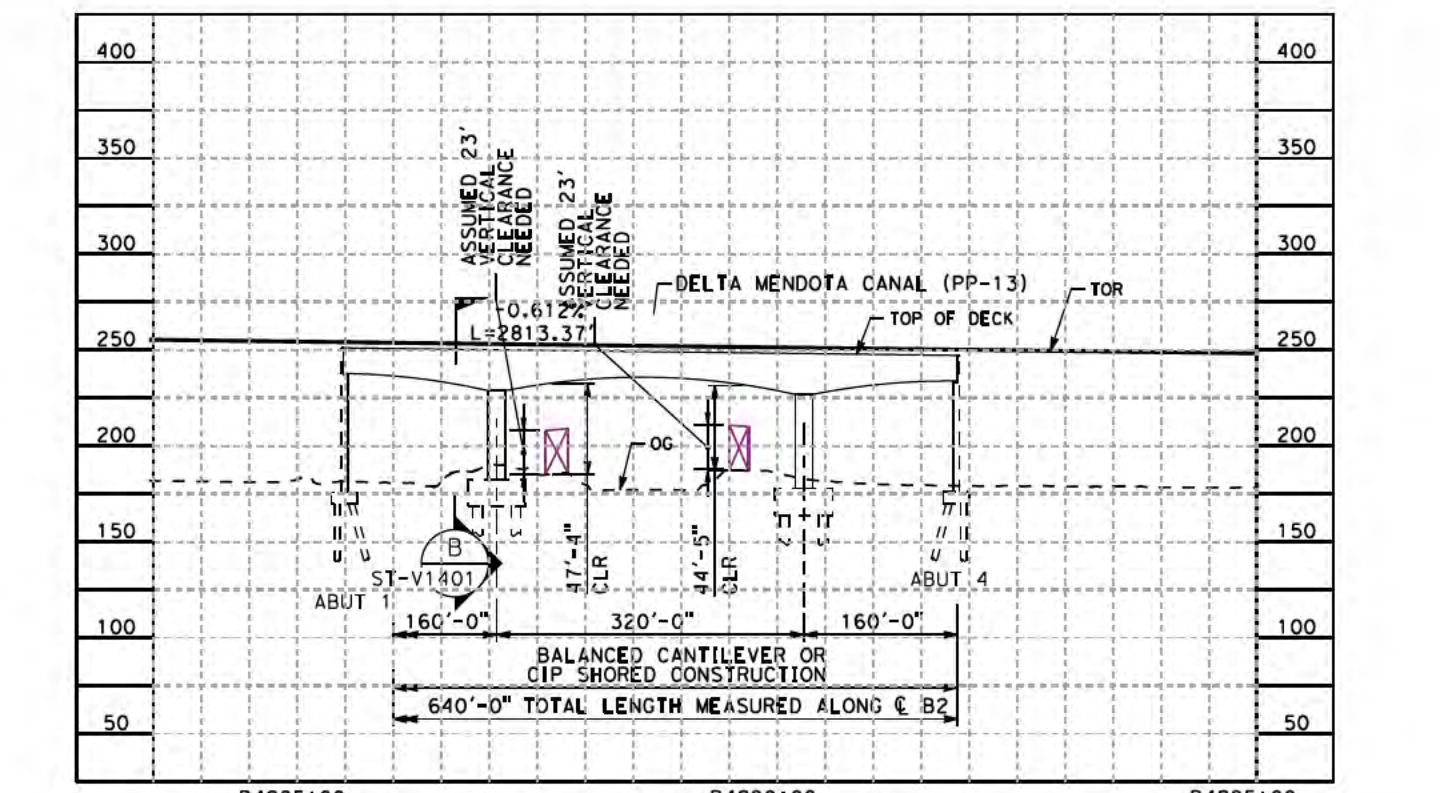 400
400
350
350
300
300
250
250
200
200
150
150
100
100
50
50
ASSUMED 23'
VERTICAL
CLEARANCE
NEEDED
ASSUMED 23'
VERTICAL
CLEARANCE
NEEDED
0.612%
L=2813.37'
DELTA MENDOTA CANAL (PP-13)
TOR
TOP OF DECK
OG
47'-4"
CLR
44'-5"
CLR
B
ST-V1401
ABUT 1
ABUT 4
160'-0"
320'-0"
160'-0"
BALANCED CANTILEVER OR
CIP SHORED CONSTRUCTION
640'-0" TOTAL LENGTH MEASURED ALONG ℄ B2